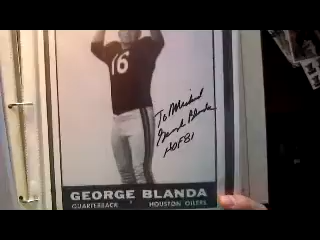 16
To Michael
George Blanda
HOF 81
GEORGE BLANDA
QUARTERBACK • HOUSTON OILERS